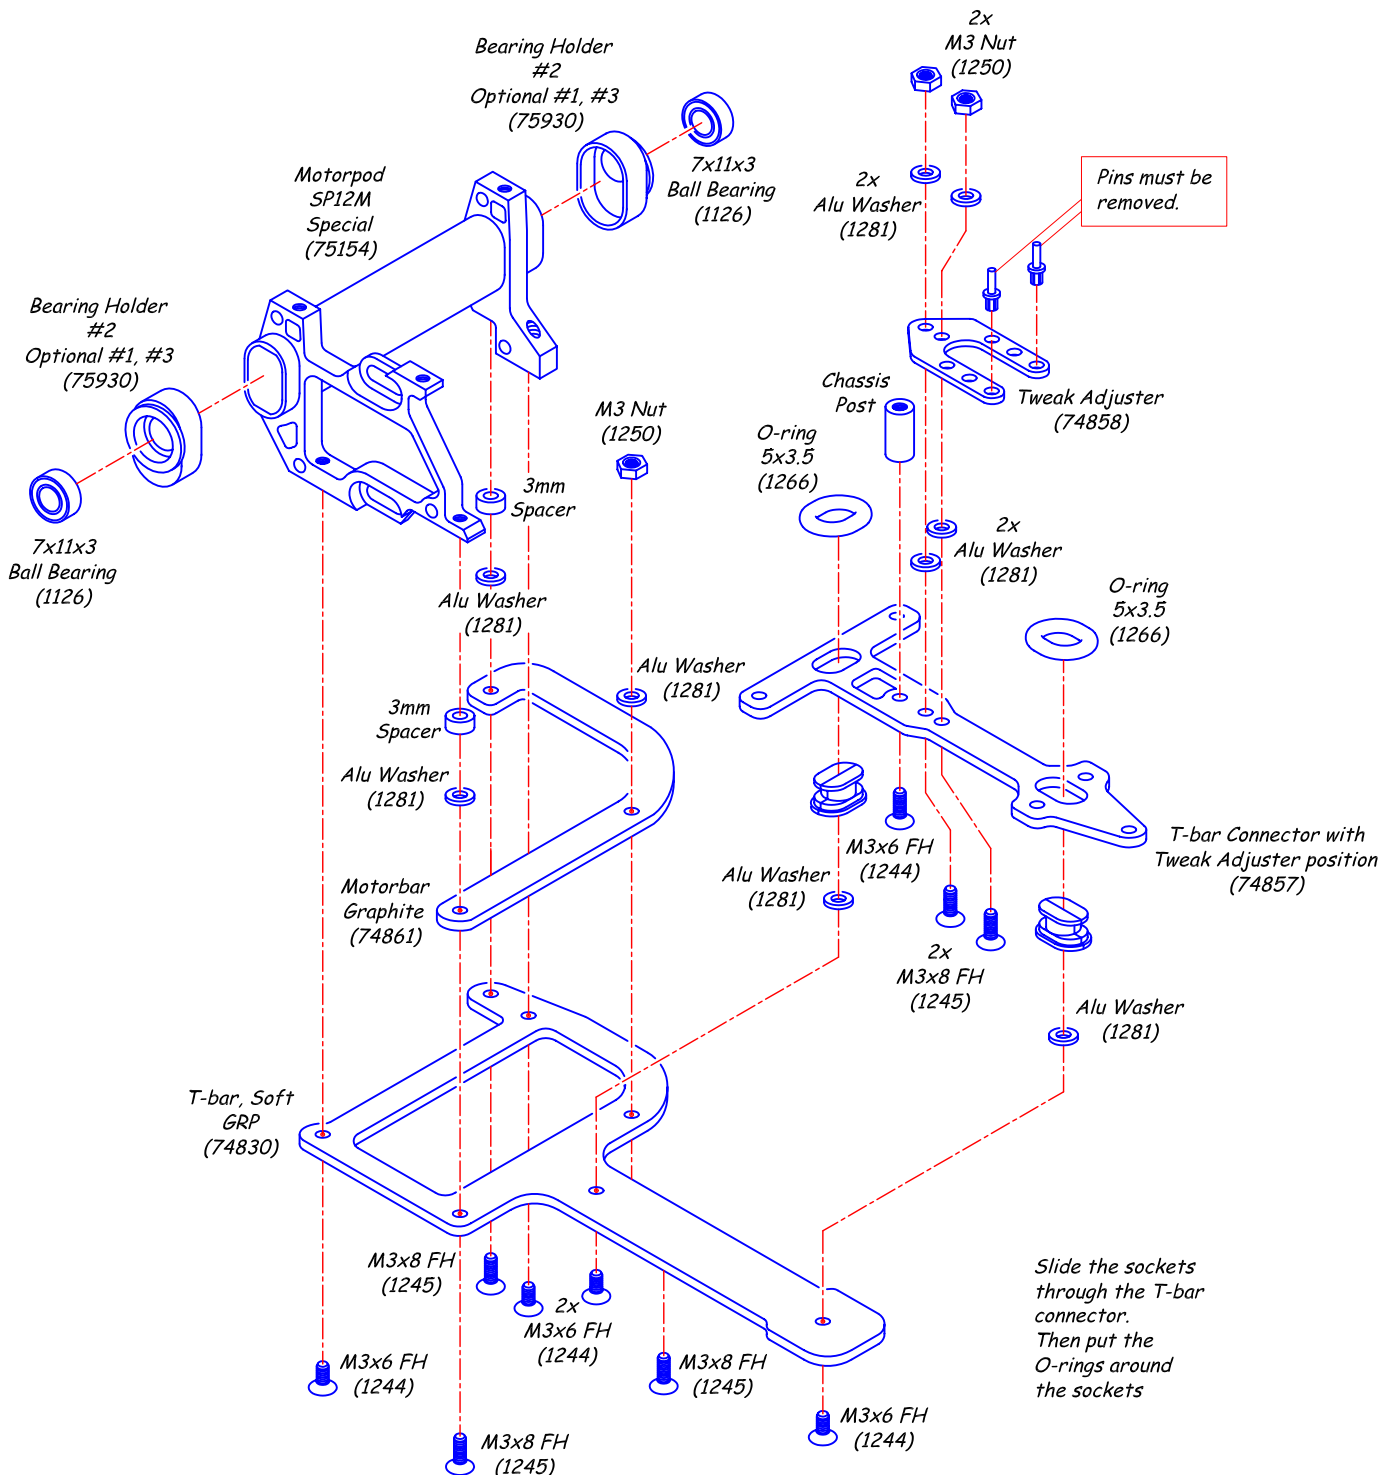 2x
M3 Nut
(1250)
Bearing Holder
#2
Optional #1, #3
(75930)
7x11x3
Ball Bearing
(1126)
Motorpod
SP12M
Special
(75154)
2x
Alu Washer
(1281)
Pins must be
removed.
Bearing Holder
#2
Optional #1, #3
(75930)
Chassis
Post
Tweak Adjuster
(74858)
M3 Nut
(1250)
O-ring
5x3.5
(1266)
3mm
Spacer
2x
Alu Washer
(1281)
7x11x3
Ball Bearing
(1126)
Alu Washer
(1281)
O-ring
5x3.5
(1266)
Alu Washer
(1281)
3mm
Spacer
Alu Washer
(1281)
M3x6 FH
(1244)
T-bar Connector with
Tweak Adjuster position
(74857)
Alu Washer
(1281)
Motorbar
Graphite
(74861)
2x
M3x8 FH
(1245)
Alu Washer
(1281)
T-bar, Soft
GRP
(74830)
M3x8 FH
(1245)
2x
M3x6 FH
(1244)
Slide the sockets
through the T-bar
connector.
Then put the
O-rings around
the sockets
M3x6 FH
(1244)
M3x8 FH
(1245)
M3x6 FH
(1244)
M3x8 FH
(1245)